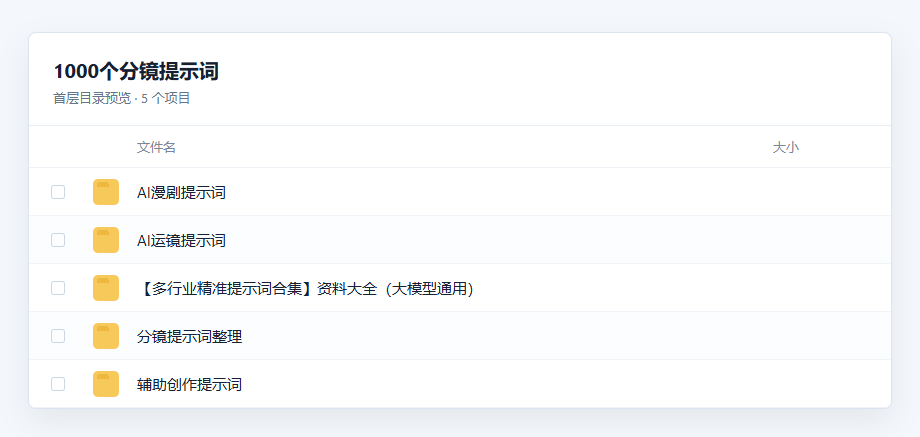 1000个分镜提示词
首层目录预览 · 5 个项目
文件名 大小
AI漫剧提示词
AI运镜提示词
【多行业精准提示词合集】资料大全（大模型通用）
分镜提示词整理
辅助创作提示词